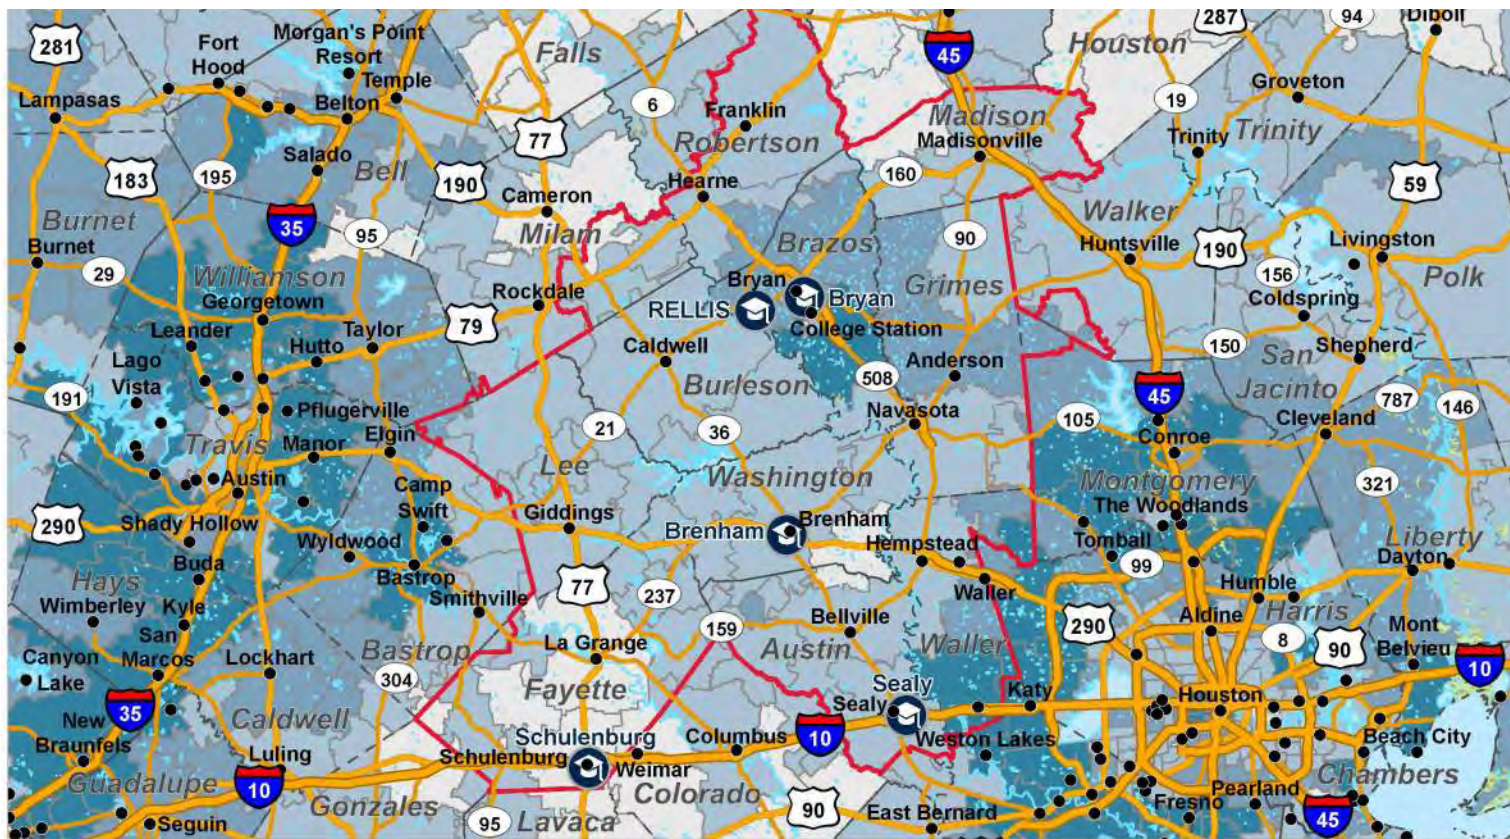 281
Fort
Hood
Morgan's Point
Resort
Temple
Falls
45
Houston
287
94
Diboll
Lampasas
Belton
77
6
Franklin
Robertson
Madison
Madisonville
19
Groveton
Trinity
Trinity
183
195
Salado
Bell
190
Cameron
Milam
Hearne
160
59
Burnet
Burnet
29
35
95
Williamson
Georgetown
Brazos
90
Grimes
Walker
Huntsville
190
156
Livingston
Polk
Coldspring
Leander
Taylor
Hutto
79
Rockdale
RELLIS
Bryan
Bryan
College Station
Lago
Vista
191
Pflugerville
Caldwell
Burleson
508
Anderson
45
150
San
Jacinto
Shepherd
787
146
Travis
Manor
Elgin
21
36
Navasota
105
Conroe
Cleveland
Austin
Camp
Swift
Lee
Washington
Montgomery
The Woodlands
321
290
Shady Hollow
Wyldwood
Giddings
Brenham
Brenham
Hempstead
Tomball
99
Liberty
Dayton
Buda
Bastrop
Hays
Wimberley
Kyle
Smithville
77
237
Bellville
Waller
290
Aldine
Humble
Harris
8
90
Mont
Belvieu
10
San
Marcos
Canyon
Lake
Lockhart
Bastrop
304
La Grange
159
Austin
Waller
Fayette
Sealy
Sealy
Katy
Houston
35
New
Braunfels
Caldwell
Luling
10
Schulenburg
Schulenburg
Weimar
Columbus
10
Weston Lakes
Beach City
Guadalupe
Seguin
Gonzales
95
Lavaca
Colorado
90
East Bernard
Fresno
Pearland
45
Chambers